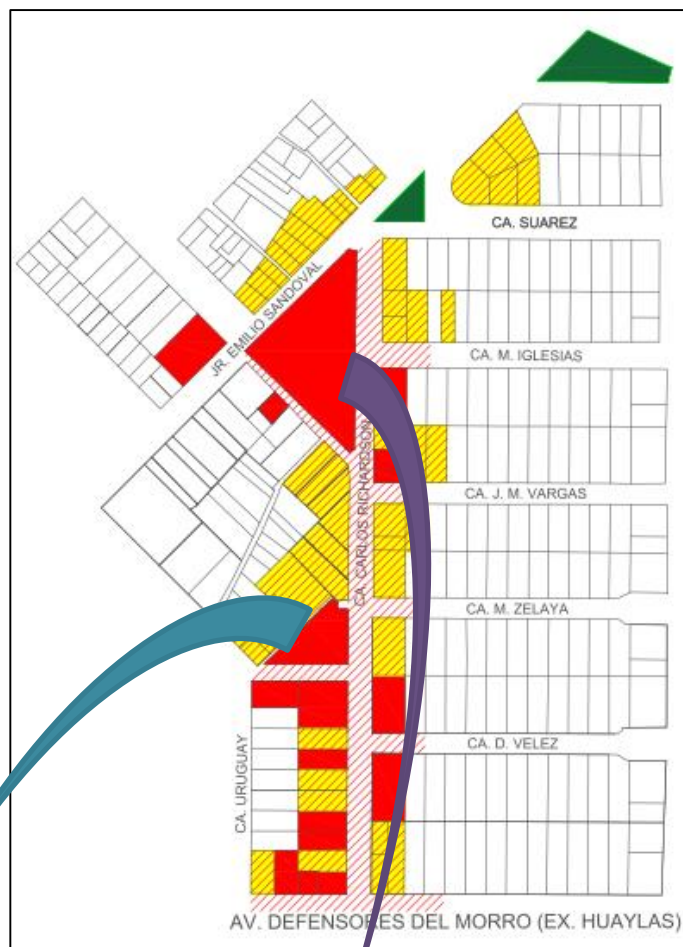 CA. SUAREZ
JR. EMILIO SANDOVAL
CA. M. IGLESIAS
CA. CARLOS RICHARDSON
CA. J. M. VARGAS
CA. M. ZELAYA
CA. D. VELEZ
CA. URUGUAY
AV. DEFENSORES DEL MORRO (EX. HUAYLAS)